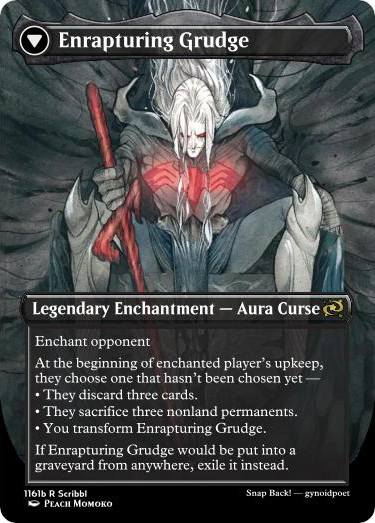 Enrapturing Grudge
Legendary Enchantment — Aura Curse
Enchant opponent
At the beginning of enchanted player's upkeep,
they choose one that hasn't been chosen yet —
• They discard three cards.
• They sacrifice three nonland permanents.
• You transform Enrapturing Grudge.
If Enrapturing Grudge would be put into a
graveyard from anywhere, exile it instead.
1161b R Scribbl
Snap Back! — gynoidpoet
Peach Momoko